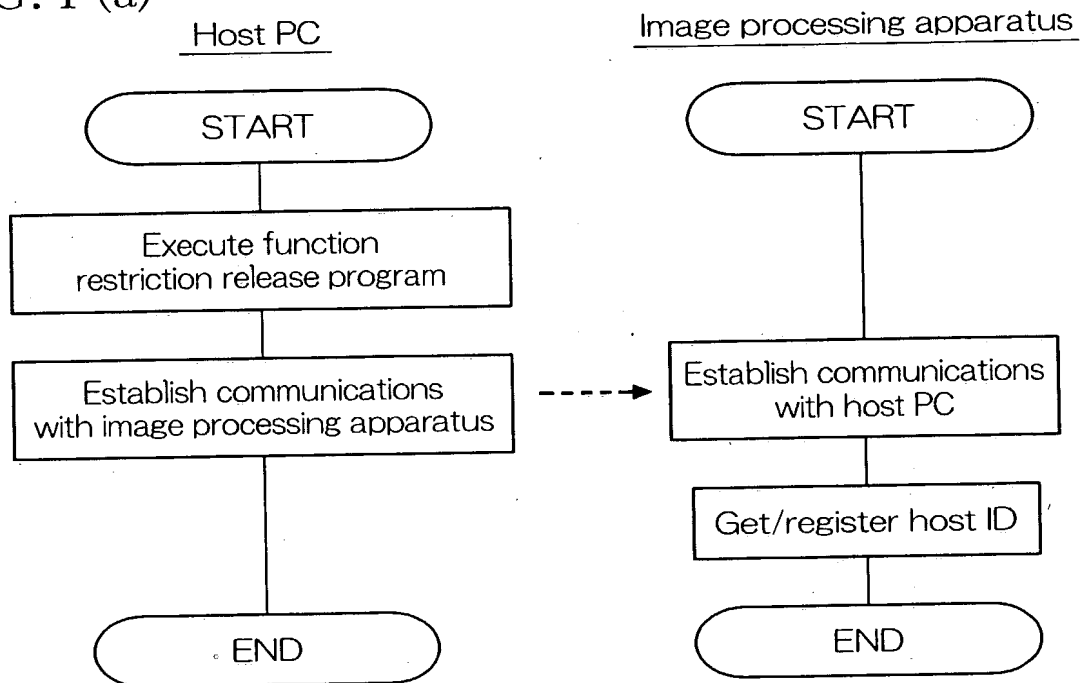 G. 1 (a)
Host PC
START
Execute function
restriction release program
Establish communications
with image processing apparatus
END
Image processing apparatus
START
Establish communications
with host PC
Get/register host ID
END